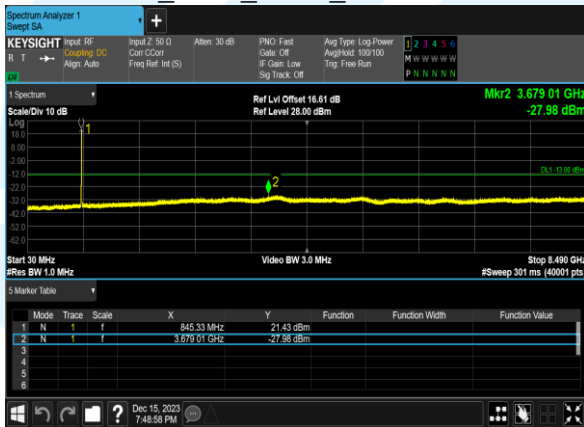 Spectrum Analyzer 1
Swept SA
+
KEYSIGHT Input: RF Input Z: 50 Ω Atten: 30 dB PNO: Fast Avg Type: Log-Power 1 2 3 4 5 6
R T Coupling: DC Corr CCorr Gate: Off Avg|Hold: 100/100 M W W W W W
Align: Auto Freq Ref: Int (S) IF Gain: Low Trig: Free Run
Sig Track: Off P N N N N N
1 Spectrum Ref Lvl Offset 16.61 dB Mkr2 3.679 01 GHz
Scale/Div 10 dB Ref Level 28.00 dBm -27.98 dBm
Log
18.0
1
8.00
-2.00
DL1 -13.00 dBm
-12.0
2
-22.0
-32.0
-42.0
-52.0
-62.0
Start 30 MHz Video BW 3.0 MHz Stop 8.490 GHz
#Res BW 1.0 MHz #Sweep 301 ms (40001 pts)
5 Marker Table
Mode Trace Scale X Y Function Function Width Function Value
1 N 1 f 845.33 MHz 21.43 dBm
2 N 1 f 3.679 01 GHz -27.98 dBm
3
4
5
6
? Dec 15, 2023
7:48:58 PM